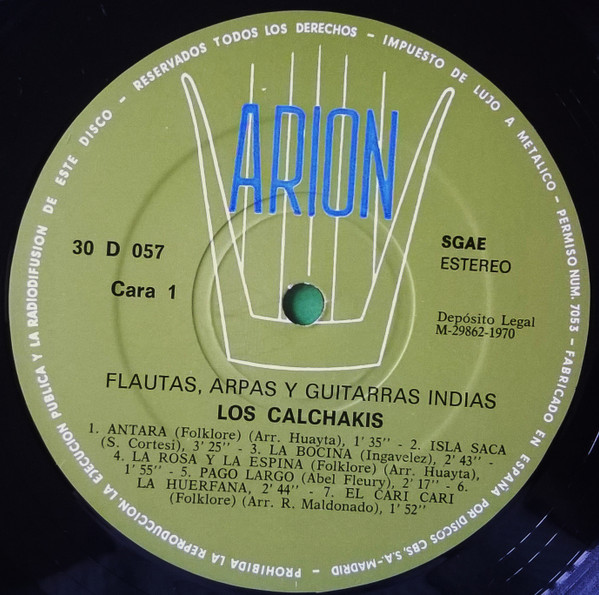 ARION
30 D 057
Cara 1
SGAE
ESTEREO
Depósito Legal
M-29862-1970
FLAUTAS, ARPAS Y GUITARRAS INDIAS
LOS CALCHAKIS
1. ANTARA (Folklore) (Arr. Huayta), 1' 35" - 2. ISLA SACA
(S. Cortesi), 3' 25" - 3. LA BOCINA (Ingavelez), 2' 43" -
4. LA ROSA Y LA ESPINA (Folklore) (Arr. Huayta),
1' 55" - 5. PAGO LARGO (Abel Fleury), 2' 17" - 6.
LA HUERFANA, 2' 44" - 7. EL CARI CARI
(Folklore) (Arr. R. Maldonado), 1' 52"
PROHIBIDA LA REPRODUCCION, LA EJECUCION PUBLICA Y LA RADIODIFUSION DE ESTE DISCO - RESERVADOS TODOS LOS DERECHOS - IMPUESTO DE LUJO A METALICO - PERMISO NUM. 7053 - FABRICADO EN ESPAÑA POR DISCOS CBS, S.A.-MADRID -